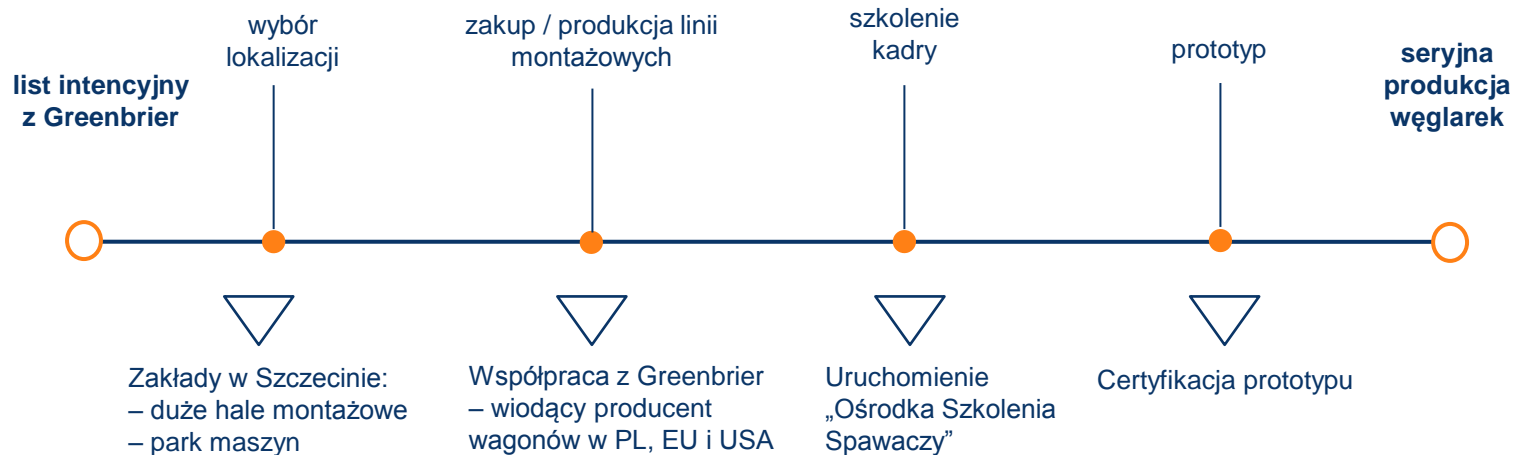 list intencyjny
z Greenbrier
wybór
lokalizacji
zakup / produkcja linii
montażowych
szkolenie
kadry
prototyp
seryjna
produkcja
węglarek
Zakłady w Szczecinie:
– duże hale montażowe
– park maszyn
Współpraca z Greenbrier
– wiodący producent
wagonów w PL, EU i USA
Uruchomienie
„Ośrodka Szkolenia
Spawaczy”
Certyfikacja prototypu